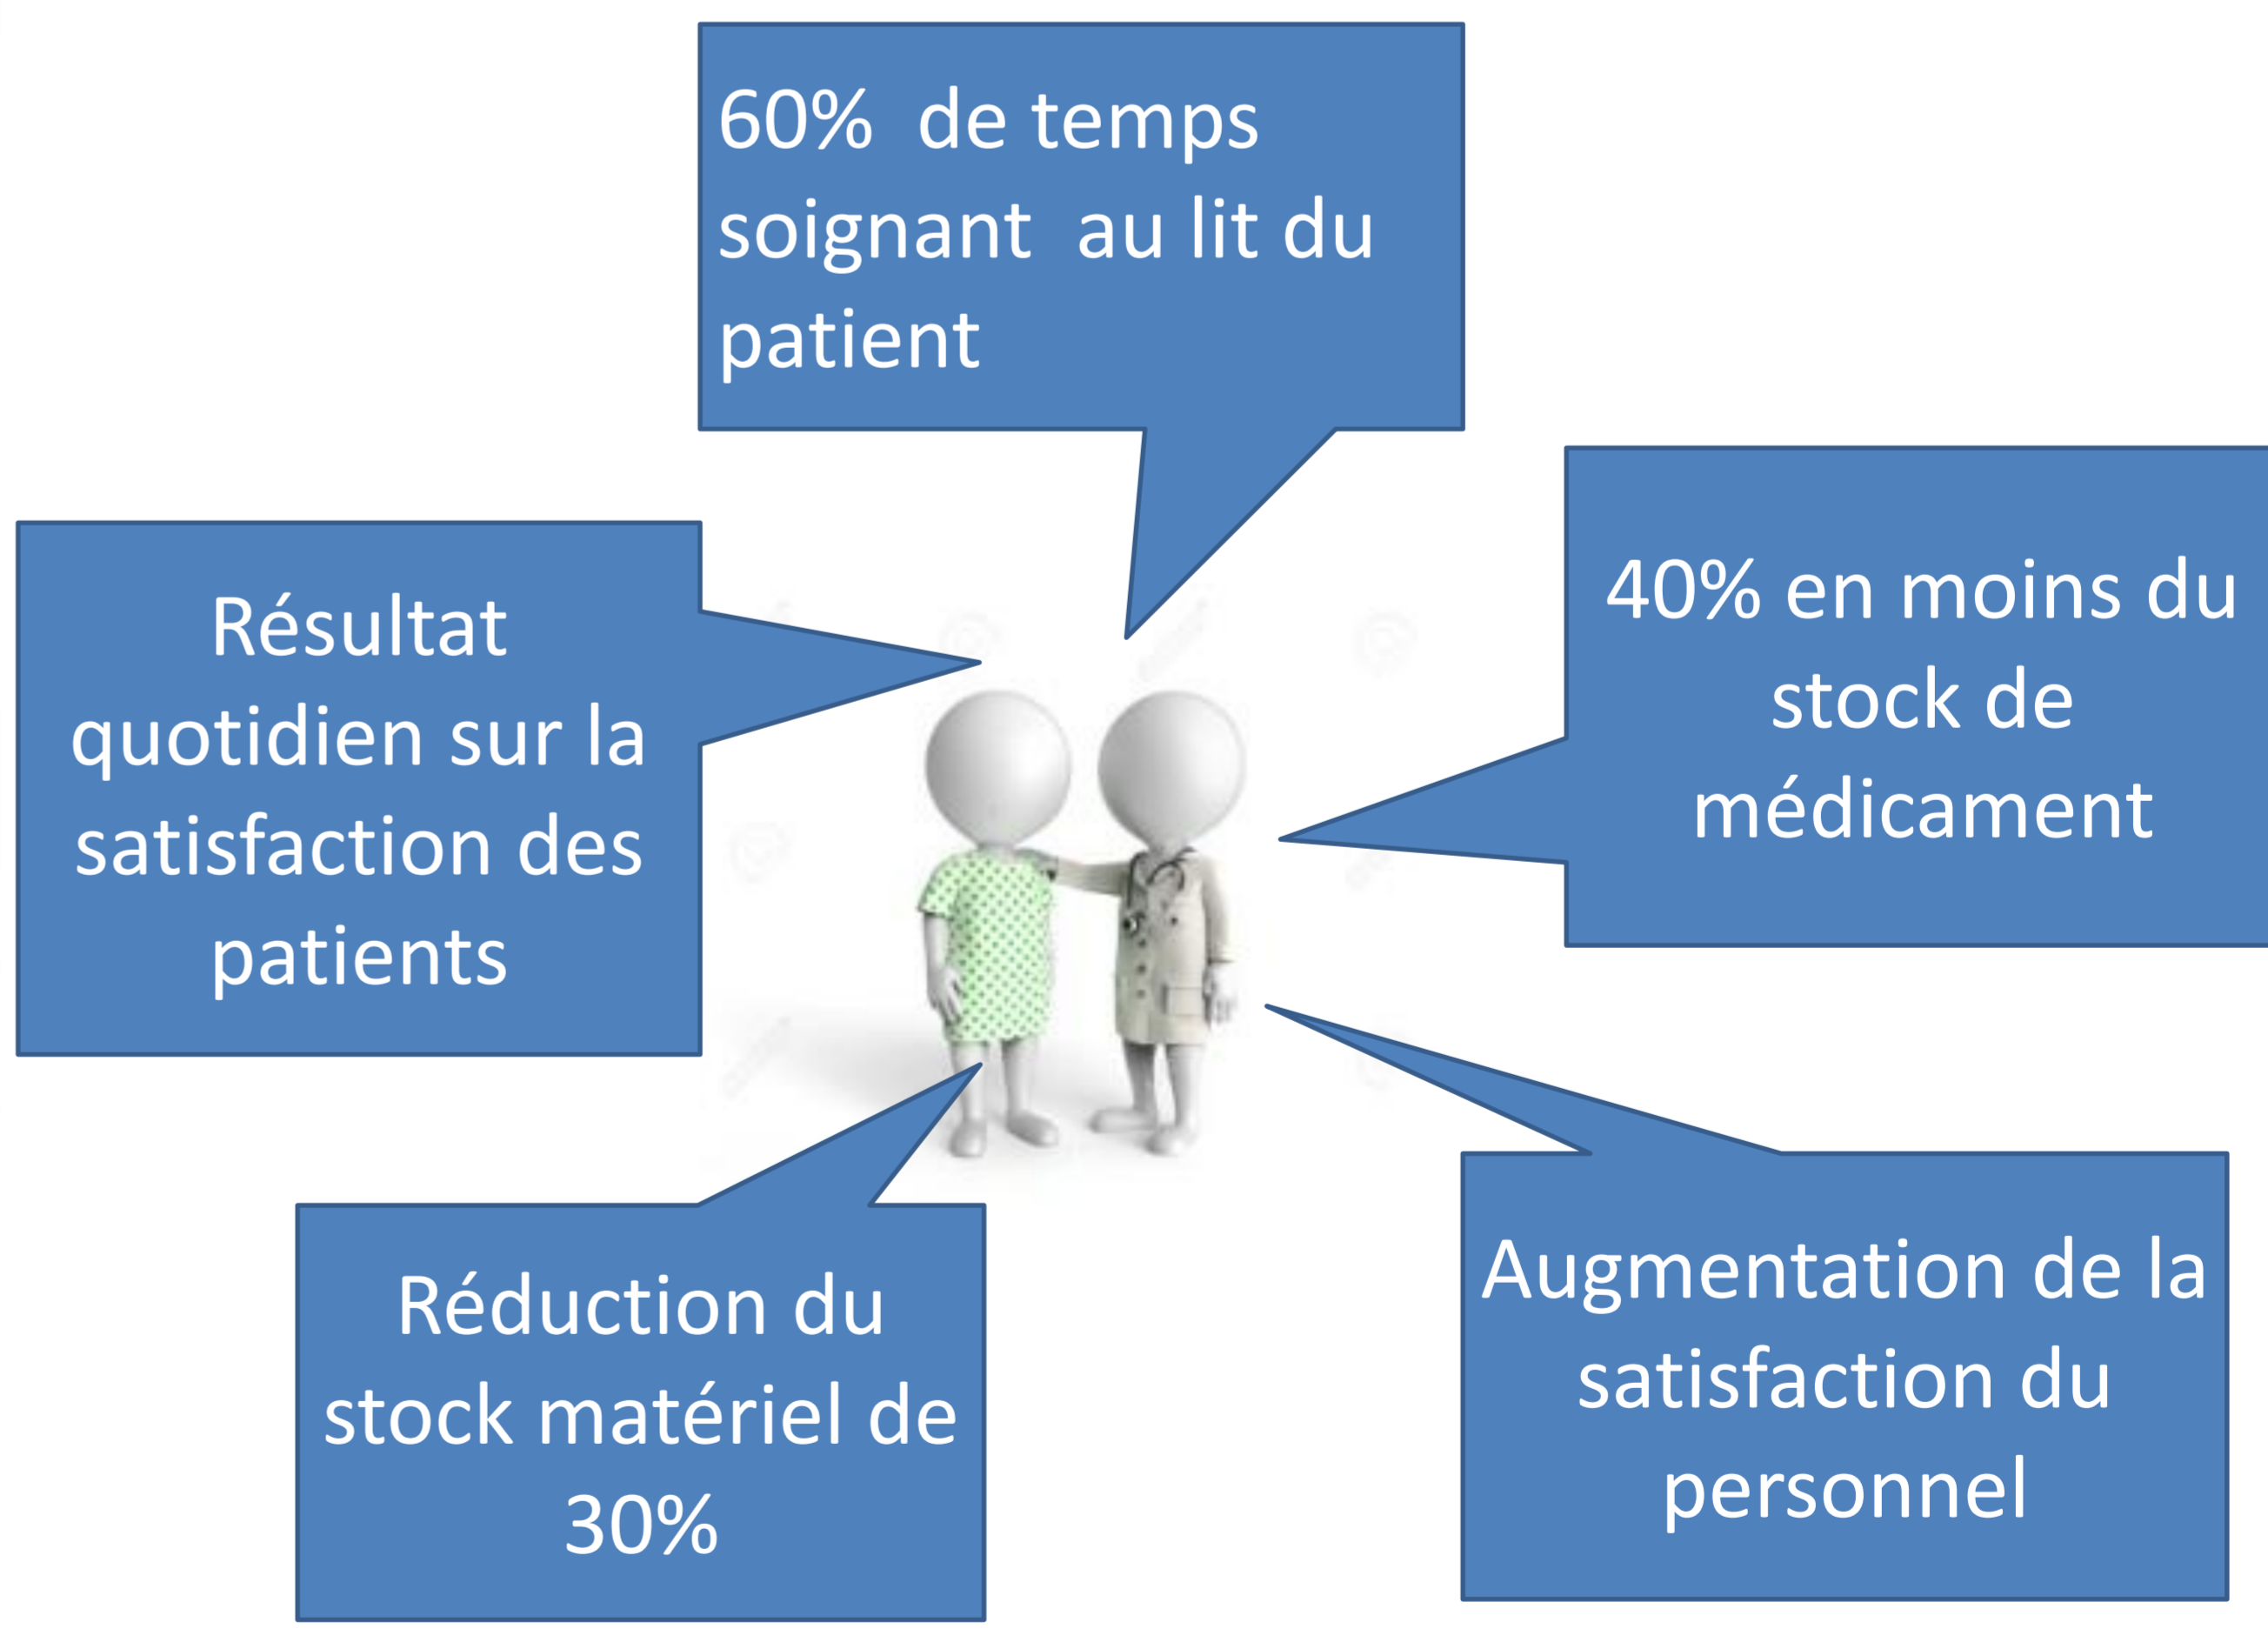 60% de temps
soignant au lit du
patient
Résultat
quotidien sur la
satisfaction des
patients
40% en moins du
stock de
médicament
Réduction du
stock matériel de
30%
Augmentation de la
satisfaction du
personnel